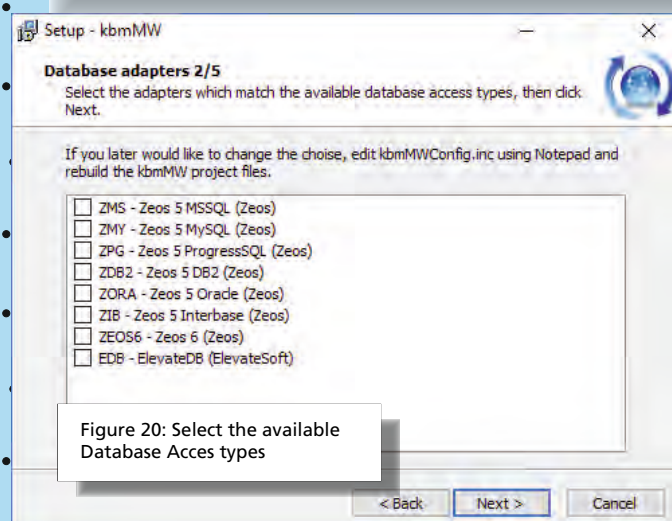 Setup - kbmMW
Database adapters 2/5
Select the adapters which match the available database access types, then click
Next.
If you later would like to change the choise, edit kbmMWConfig.inc using Notepad and
rebuild the kbmMW project files.
ZMS - Zeos 5 MSSQL (Zeos)
ZMY - Zeos 5 MySQL (Zeos)
ZPG - Zeos 5 ProgressSQL (Zeos)
ZDB2 - Zeos 5 DB2 (Zeos)
ZORA - Zeos 5 Oracle (Zeos)
ZIB - Zeos 5 Interbase (Zeos)
ZEOS6 - Zeos 6 (Zeos)
EDB - ElevateDB (ElevateSoft)
Figure 20: Select the available
Database Acces types
< Back Next > Cancel